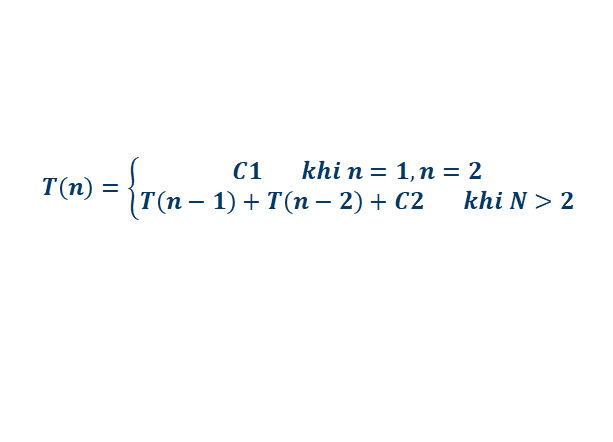 C1 khi n = 1, n = 2
T(n) = {
T(n − 1) + T(n − 2) + C2 khi N > 2